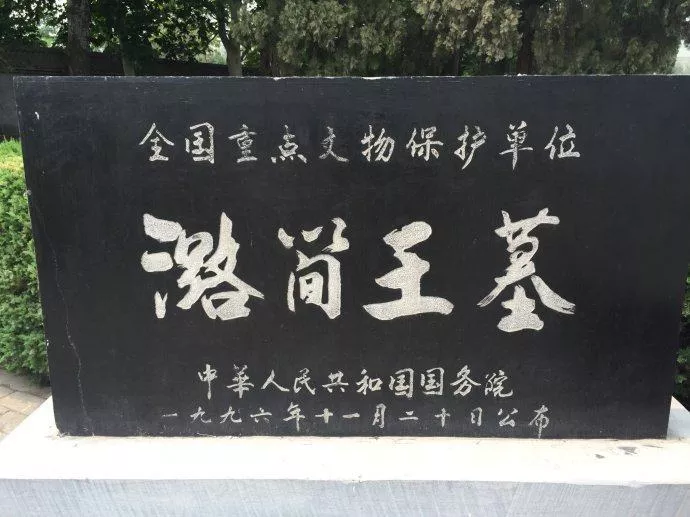 全国重点文物保护单位
潞简王墓
中華人民共和国国务院
一九九六年十一月二十日公布